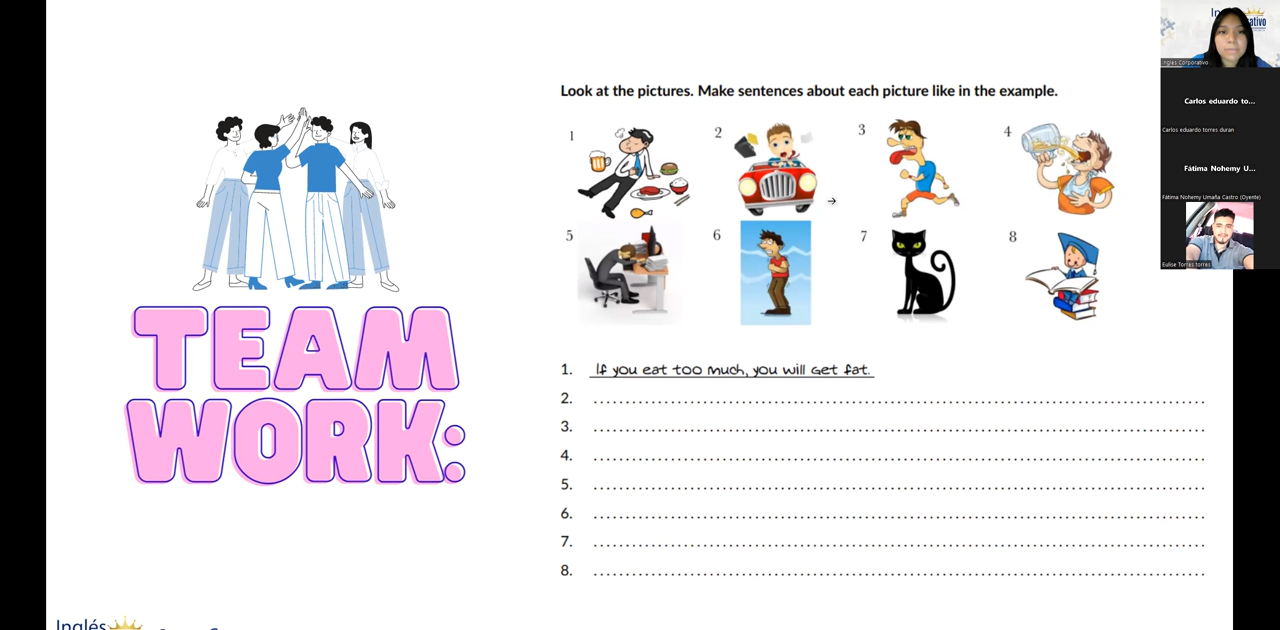 TEAM
WORK:
Look at the pictures. Make sentences about each picture like in the example.
1
2
3
4
5
6
7
8
1. If you eat too much, you will get fat.
2.
3.
4.
5.
6.
7.
8.
Inglés
Ingles Corporativo
Carlos eduardo to...
Carlos eduardo torres duran
Fátima Nohemy U...
Fátima Nohemy Umaña Castro (Oyente)
Eulise Torres torres